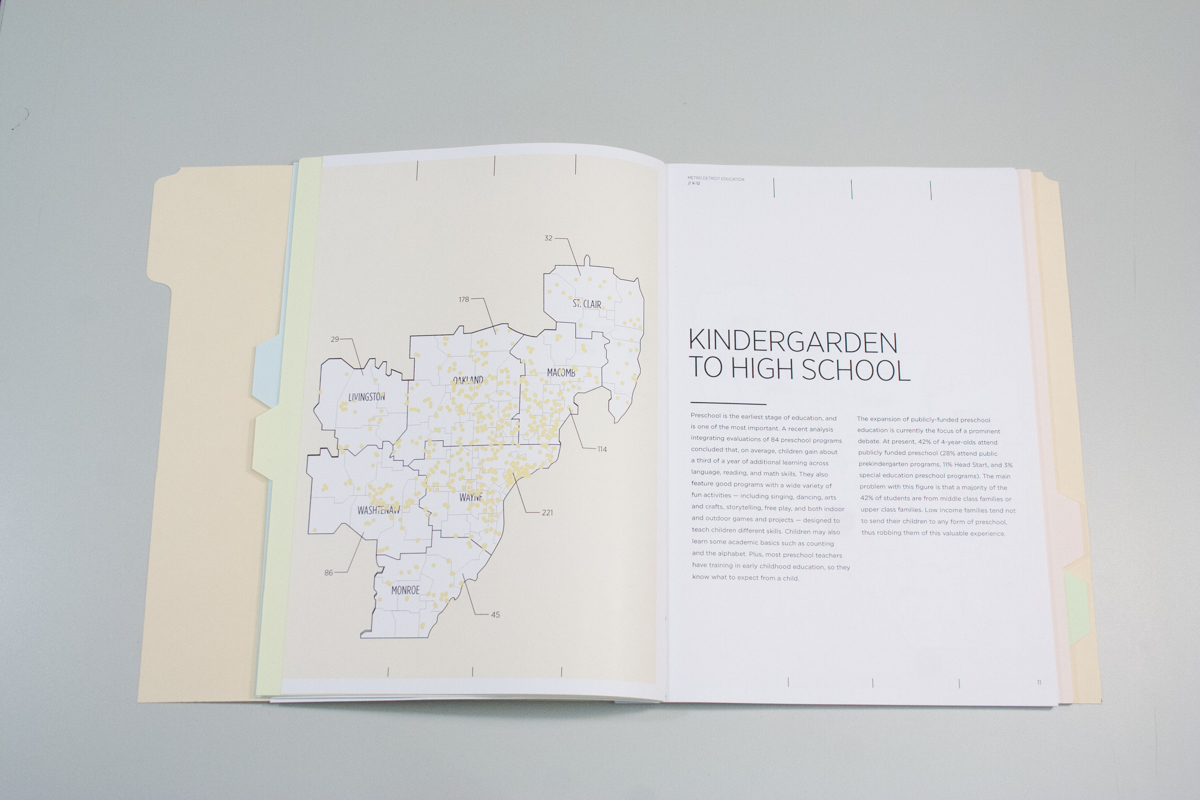 32
ST. CLAIR
178
29
OAKLAND
MACOMB
LIVINGSTON
114
WAYNE
WASHTENAW
221
86
MONROE
45
METRO DETROIT EDUCATION
// K-12
KINDERGARDEN
TO HIGH SCHOOL
Preschool is the earliest stage of education, and
is one of the most important. A recent analysis
integrating evaluations of 84 preschool programs
concluded that, on average, children gain about
a third of a year of additional learning across
language, reading, and math skills. They also
feature good programs with a wide variety of
fun activities — including singing, dancing, arts
and crafts, storytelling, free play, and both indoor
and outdoor games and projects — designed to
teach children different skills. Children may also
learn some academic basics such as counting
and the alphabet. Plus, most preschool teachers
have training in early childhood education, so they
know what to expect from a child.
The expansion of publicly-funded preschool
education is currently the focus of a prominent
debate. At present, 42% of 4-year-olds attend
publicly funded preschool (28% attend public
prekindergarten programs, 11% Head Start, and 3%
special education preschool programs). The main
problem with this figure is that a majority of the
42% of students are from middle class families or
upper class families. Low income families tend not
to send their children to any form of preschool,
thus robbing them of this valuable experience.
11